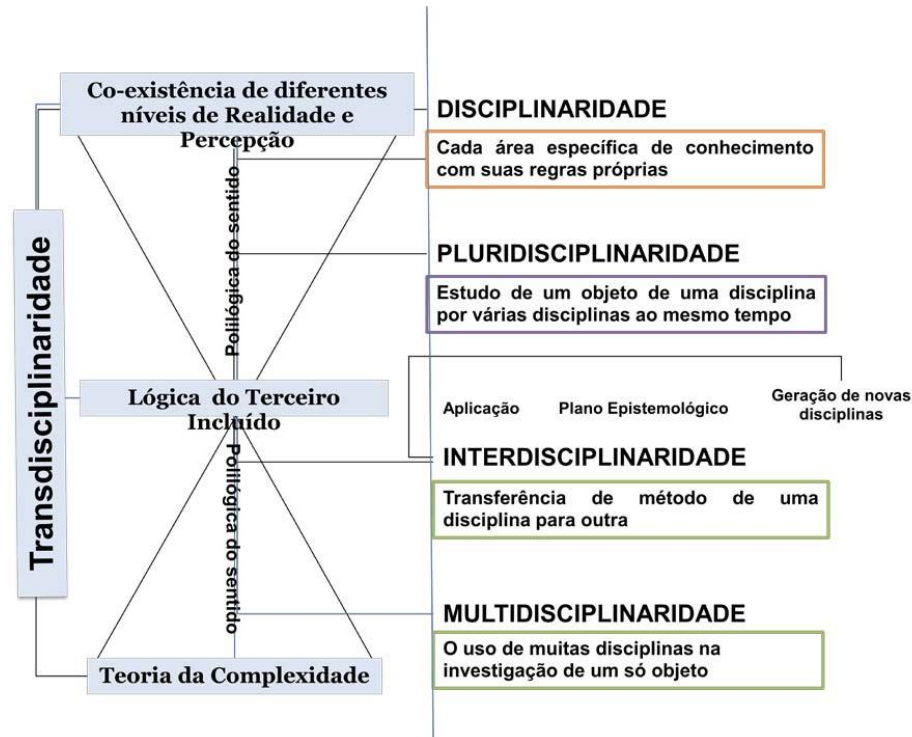 Co-existência de diferentes
níveis de Realidade e
Percepção
Polilógica do sentido
Transdisciplinaridade
Lógica do Terceiro
Incluído
Polilógica do sentido
Teoria da Complexidade
DISCIPLINARIDADE
Cada área específica de conhecimento
com suas regras próprias
PLURIDISCIPLINARIDADE
Estudo de um objeto de uma disciplina
por várias disciplinas ao mesmo tempo
Aplicação
Plano Epistemológico
Geração de novas
disciplinas
INTERDISCIPLINARIDADE
Transferência de método de uma
disciplina para outra
MULTIDISCIPLINARIDADE
O uso de muitas disciplinas na
investigação de um só objeto